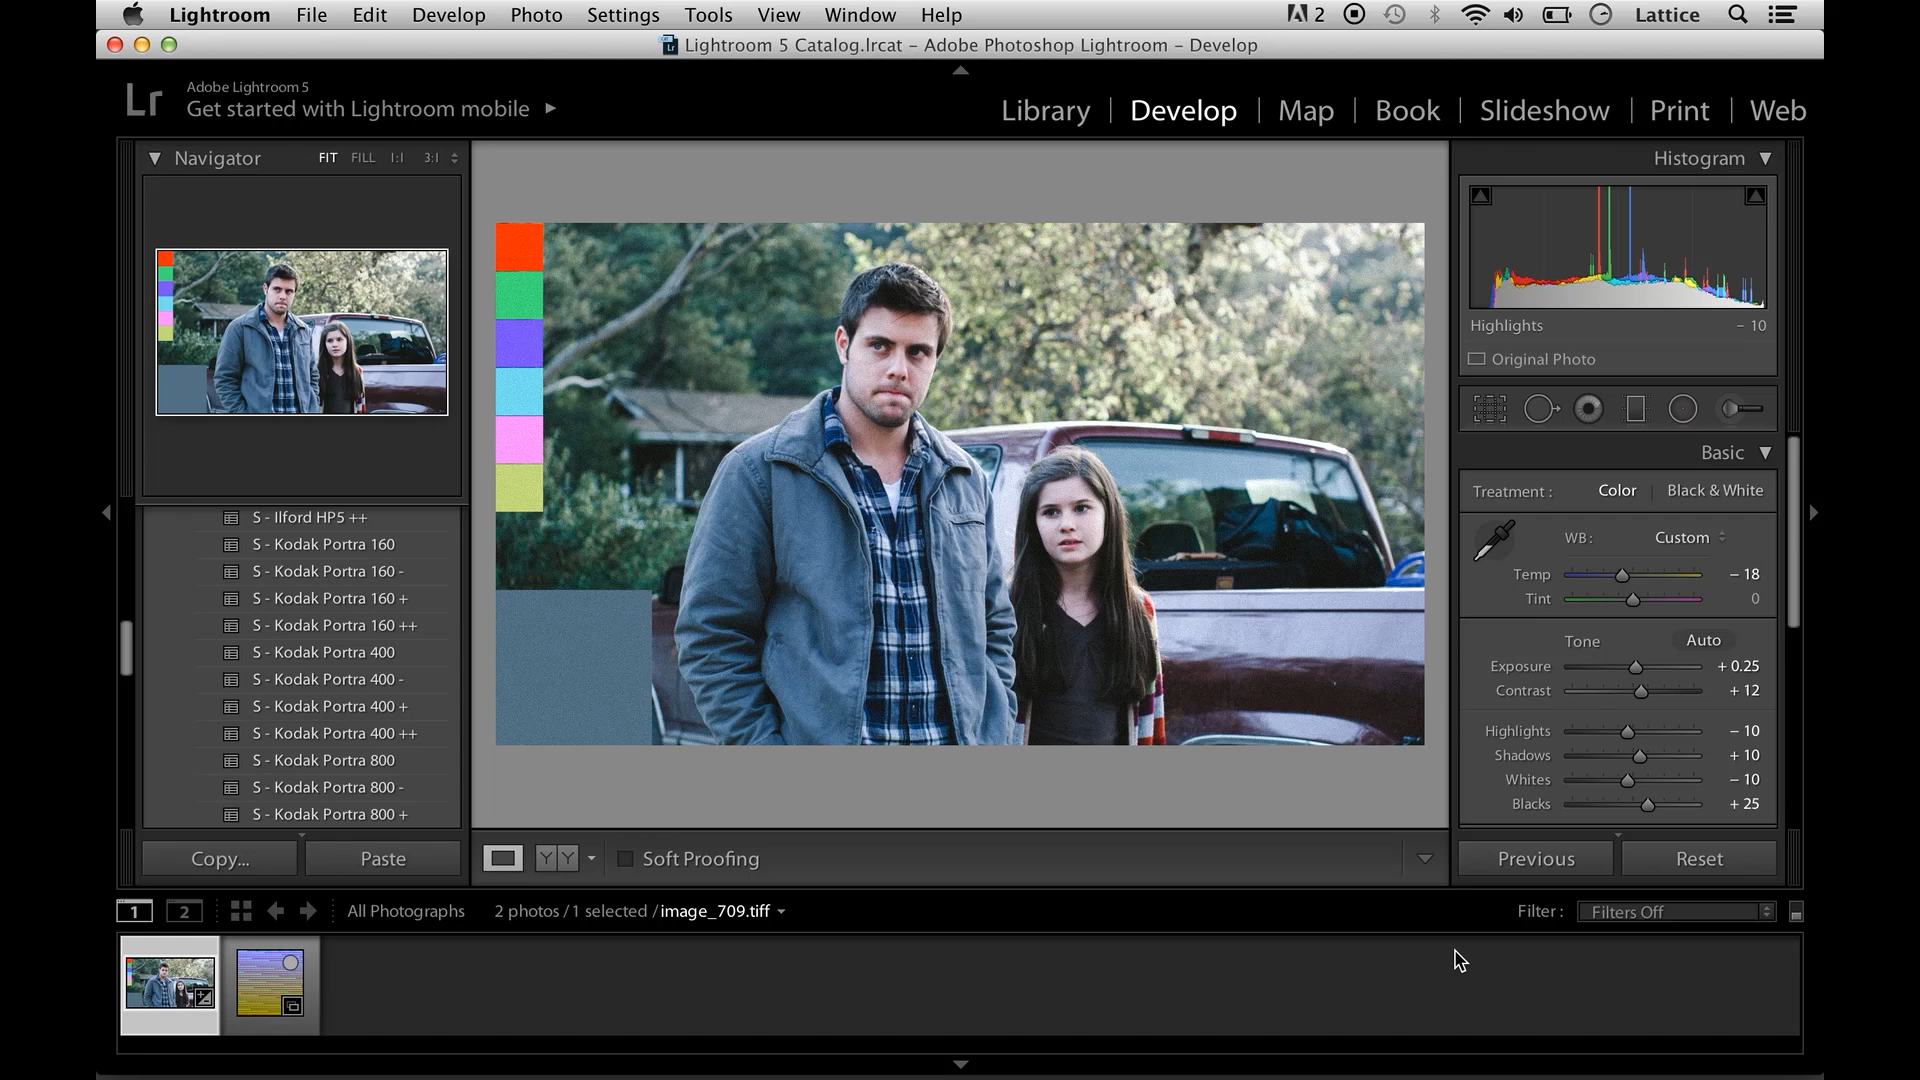 Lightroom File Edit Develop Photo Settings Tools View Window Help 2 Lattice
Lr Lightroom 5 Catalog.lrcat – Adobe Photoshop Lightroom – Develop
Lr
Adobe Lightroom 5
Get started with Lightroom mobile
Library Develop Map Book Slideshow Print Web
Navigator FIT FILL 1:1 3:1
S - Ilford HP5 ++
S - Kodak Portra 160
S - Kodak Portra 160 -
S - Kodak Portra 160 +
S - Kodak Portra 160 ++
S - Kodak Portra 400
S - Kodak Portra 400 -
S - Kodak Portra 400 +
S - Kodak Portra 400 ++
S - Kodak Portra 800
S - Kodak Portra 800 -
S - Kodak Portra 800 +
Copy... Paste
Y Y Soft Proofing
Histogram
Highlights – 10
Original Photo
Basic
Treatment : Color Black & White
WB : Custom
Temp – 18
Tint 0
Tone Auto
Exposure + 0.25
Contrast + 12
Highlights – 10
Shadows + 10
Whites – 10
Blacks + 25
Previous Reset
1 2 All Photographs 2 photos / 1 selected / image_709.tiff Filter : Filters Off